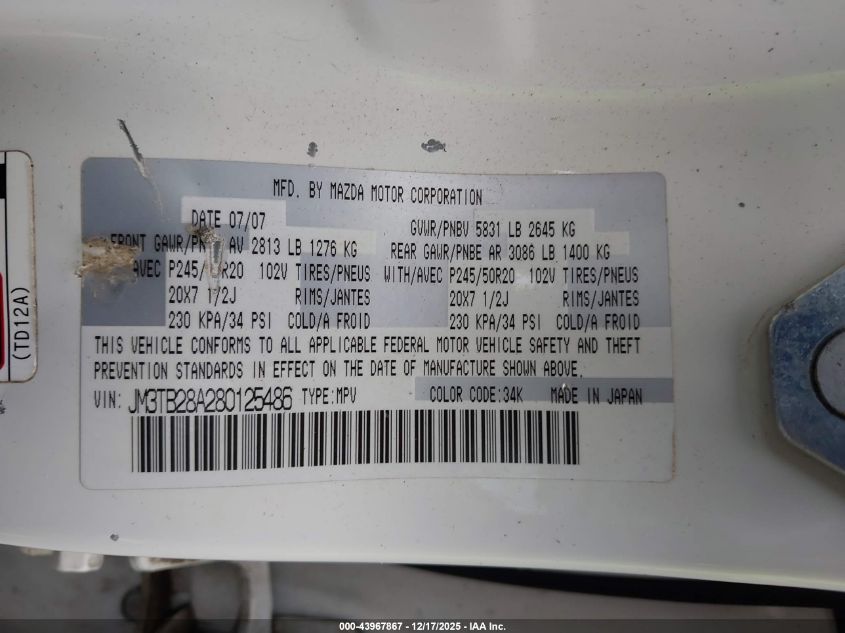 MFD. BY MAZDA MOTOR CORPORATION
DATE 07/07 GVWR/PNBV 5831 LB 2645 KG
FRONT GAWR/PN AV 2813 LB 1276 KG REAR GAWR/PNBE AR 3086 LB 1400 KG
AVEC P245/ R20 102V TIRES/PNEUS WITH/AVEC P245/50R20 102V TIRES/PNEUS
20X7 1/2J RIMS/JANTES 20X7 1/2J RIMS/JANTES
230 KPA/34 PSI COLD/A FROID 230 KPA/34 PSI COLD/A FROID
THIS VEHICLE CONFORMS TO ALL APPLICABLE FEDERAL MOTOR VEHICLE SAFETY AND THEFT
PREVENTION STANDARDS IN EFFECT ON THE DATE OF MANUFACTURE SHOWN ABOVE.
VIN: JM3TB28A280125486 TYPE:MPV COLOR CODE:34K MADE IN JAPAN
(TD12A)
000-43967867 - 12/17/2025 - IAA Inc.